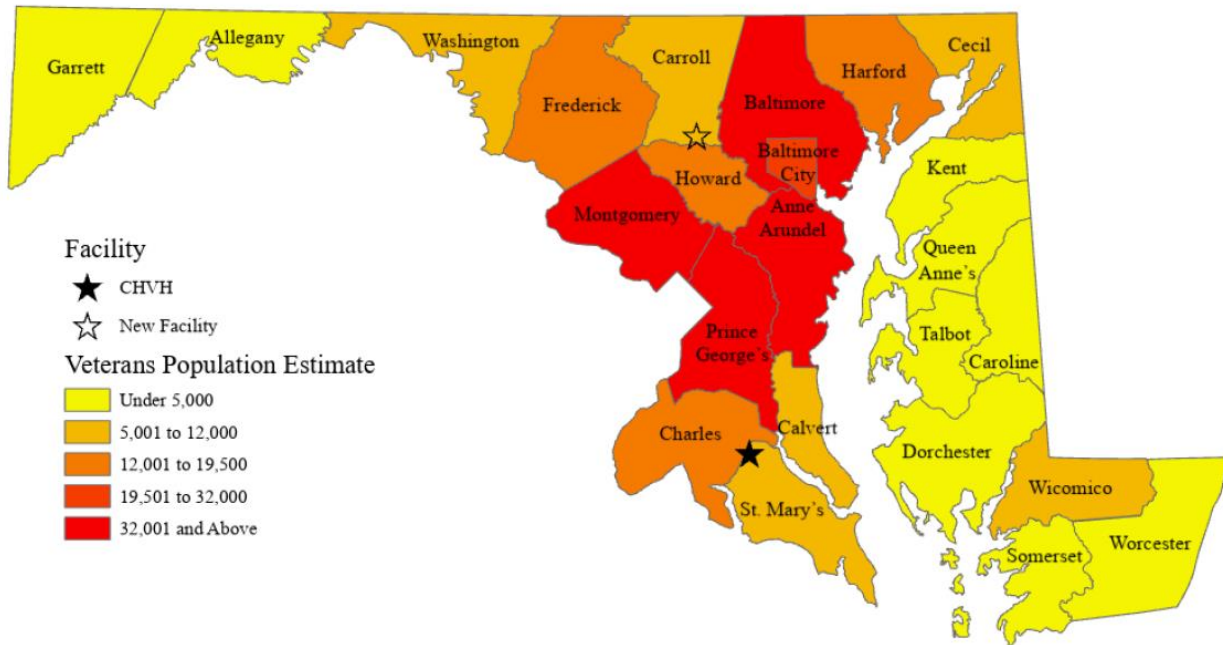 Garrett
Allegany
Washington
Frederick
Carroll
Baltimore
Harford
Cecil
Baltimore
City
Howard
Montgomery
Anne
Arundel
Kent
Queen
Anne's
Talbot
Caroline
Prince
George's
Charles
Calvert
St. Mary's
Dorchester
Wicomico
Somerset
Worcester
Facility
CHVH
New Facility
Veterans Population Estimate
Under 5,000
5,001 to 12,000
12,001 to 19,500
19,501 to 32,000
32,001 and Above